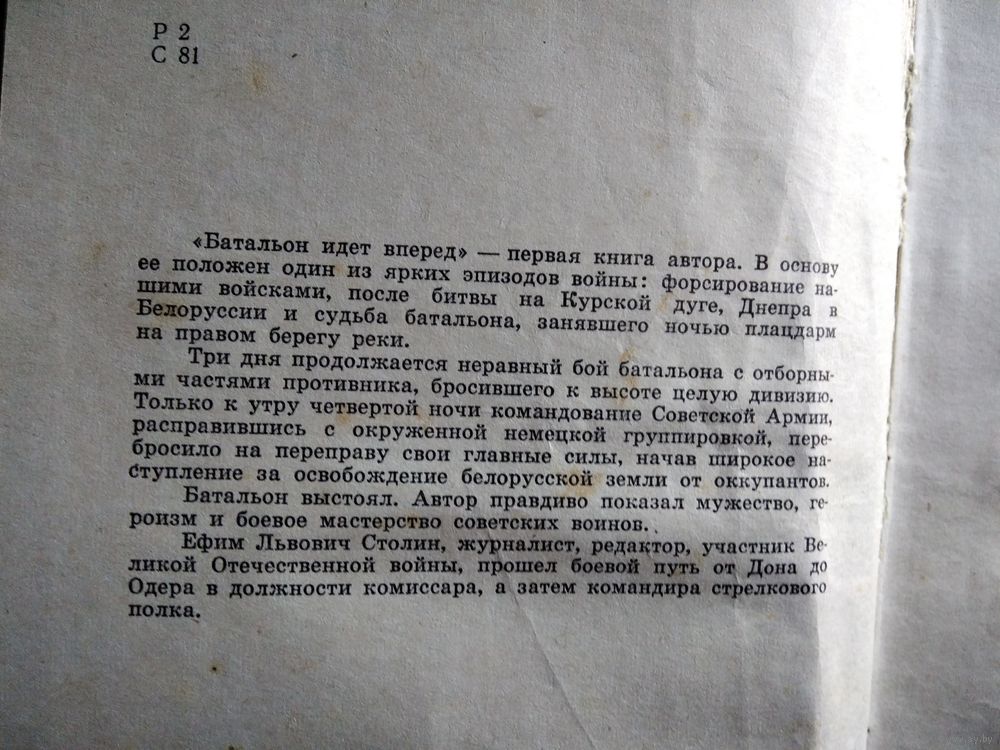 Р 2
С 81
«Батальон идет вперед» — первая книга автора. В основу
ее положен один из ярких эпизодов войны: форсирование на-
шими войсками, после битвы на Курской дуге, Днепра в
Белоруссии и судьба батальона, занявшего ночью плацдарм
на правом берегу реки.
Три дня продолжается неравный бой батальона с отборны-
ми частями противника, бросившего к высоте целую дивизию.
Только к утру четвертой ночи командование Советской Армии,
расправившись с окруженной немецкой группировкой, пере-
бросило на переправу свои главные силы, начав широкое на-
ступление за освобождение белорусской земли от оккупантов.
Батальон выстоял. Автор правдиво показал мужество, ге-
роизм и боевое мастерство советских воинов.
Ефим Львович Столин, журналист, редактор, участник Ве-
ликой Отечественной войны, прошел боевой путь от Дона до
Одера в должности комиссара, а затем командира стрелкового
полка.